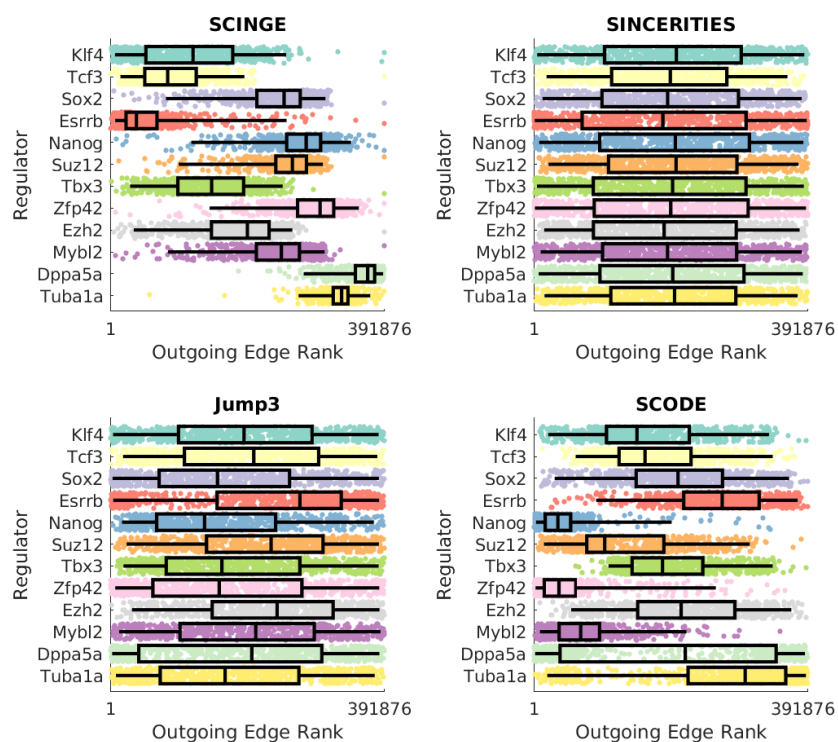 SCINGE
Regulator
Klf4
Tcf3
Sox2
Esrrb
Nanog
Suz12
Tbx3
Zfp42
Ezh2
Mybl2
Dppa5a
Tuba1a
1 391876
Outgoing Edge Rank
SINCERITIES
Regulator
Klf4
Tcf3
Sox2
Esrrb
Nanog
Suz12
Tbx3
Zfp42
Ezh2
Mybl2
Dppa5a
Tuba1a
1 391876
Outgoing Edge Rank
Jump3
Regulator
Klf4
Tcf3
Sox2
Esrrb
Nanog
Suz12
Tbx3
Zfp42
Ezh2
Mybl2
Dppa5a
Tuba1a
1 391876
Outgoing Edge Rank
SCODE
Regulator
Klf4
Tcf3
Sox2
Esrrb
Nanog
Suz12
Tbx3
Zfp42
Ezh2
Mybl2
Dppa5a
Tuba1a
1 391876
Outgoing Edge Rank